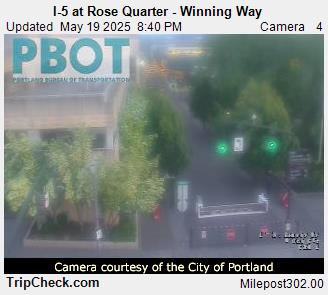 I-5 at Rose Quarter - Winning Way
Updated May 19 2025 8:40 PM Camera 4
PBOT
PORTLAND BUREAU OF TRANSPORTATION
Camera courtesy of the City of Portland
TripCheck.com
Milepost302.00